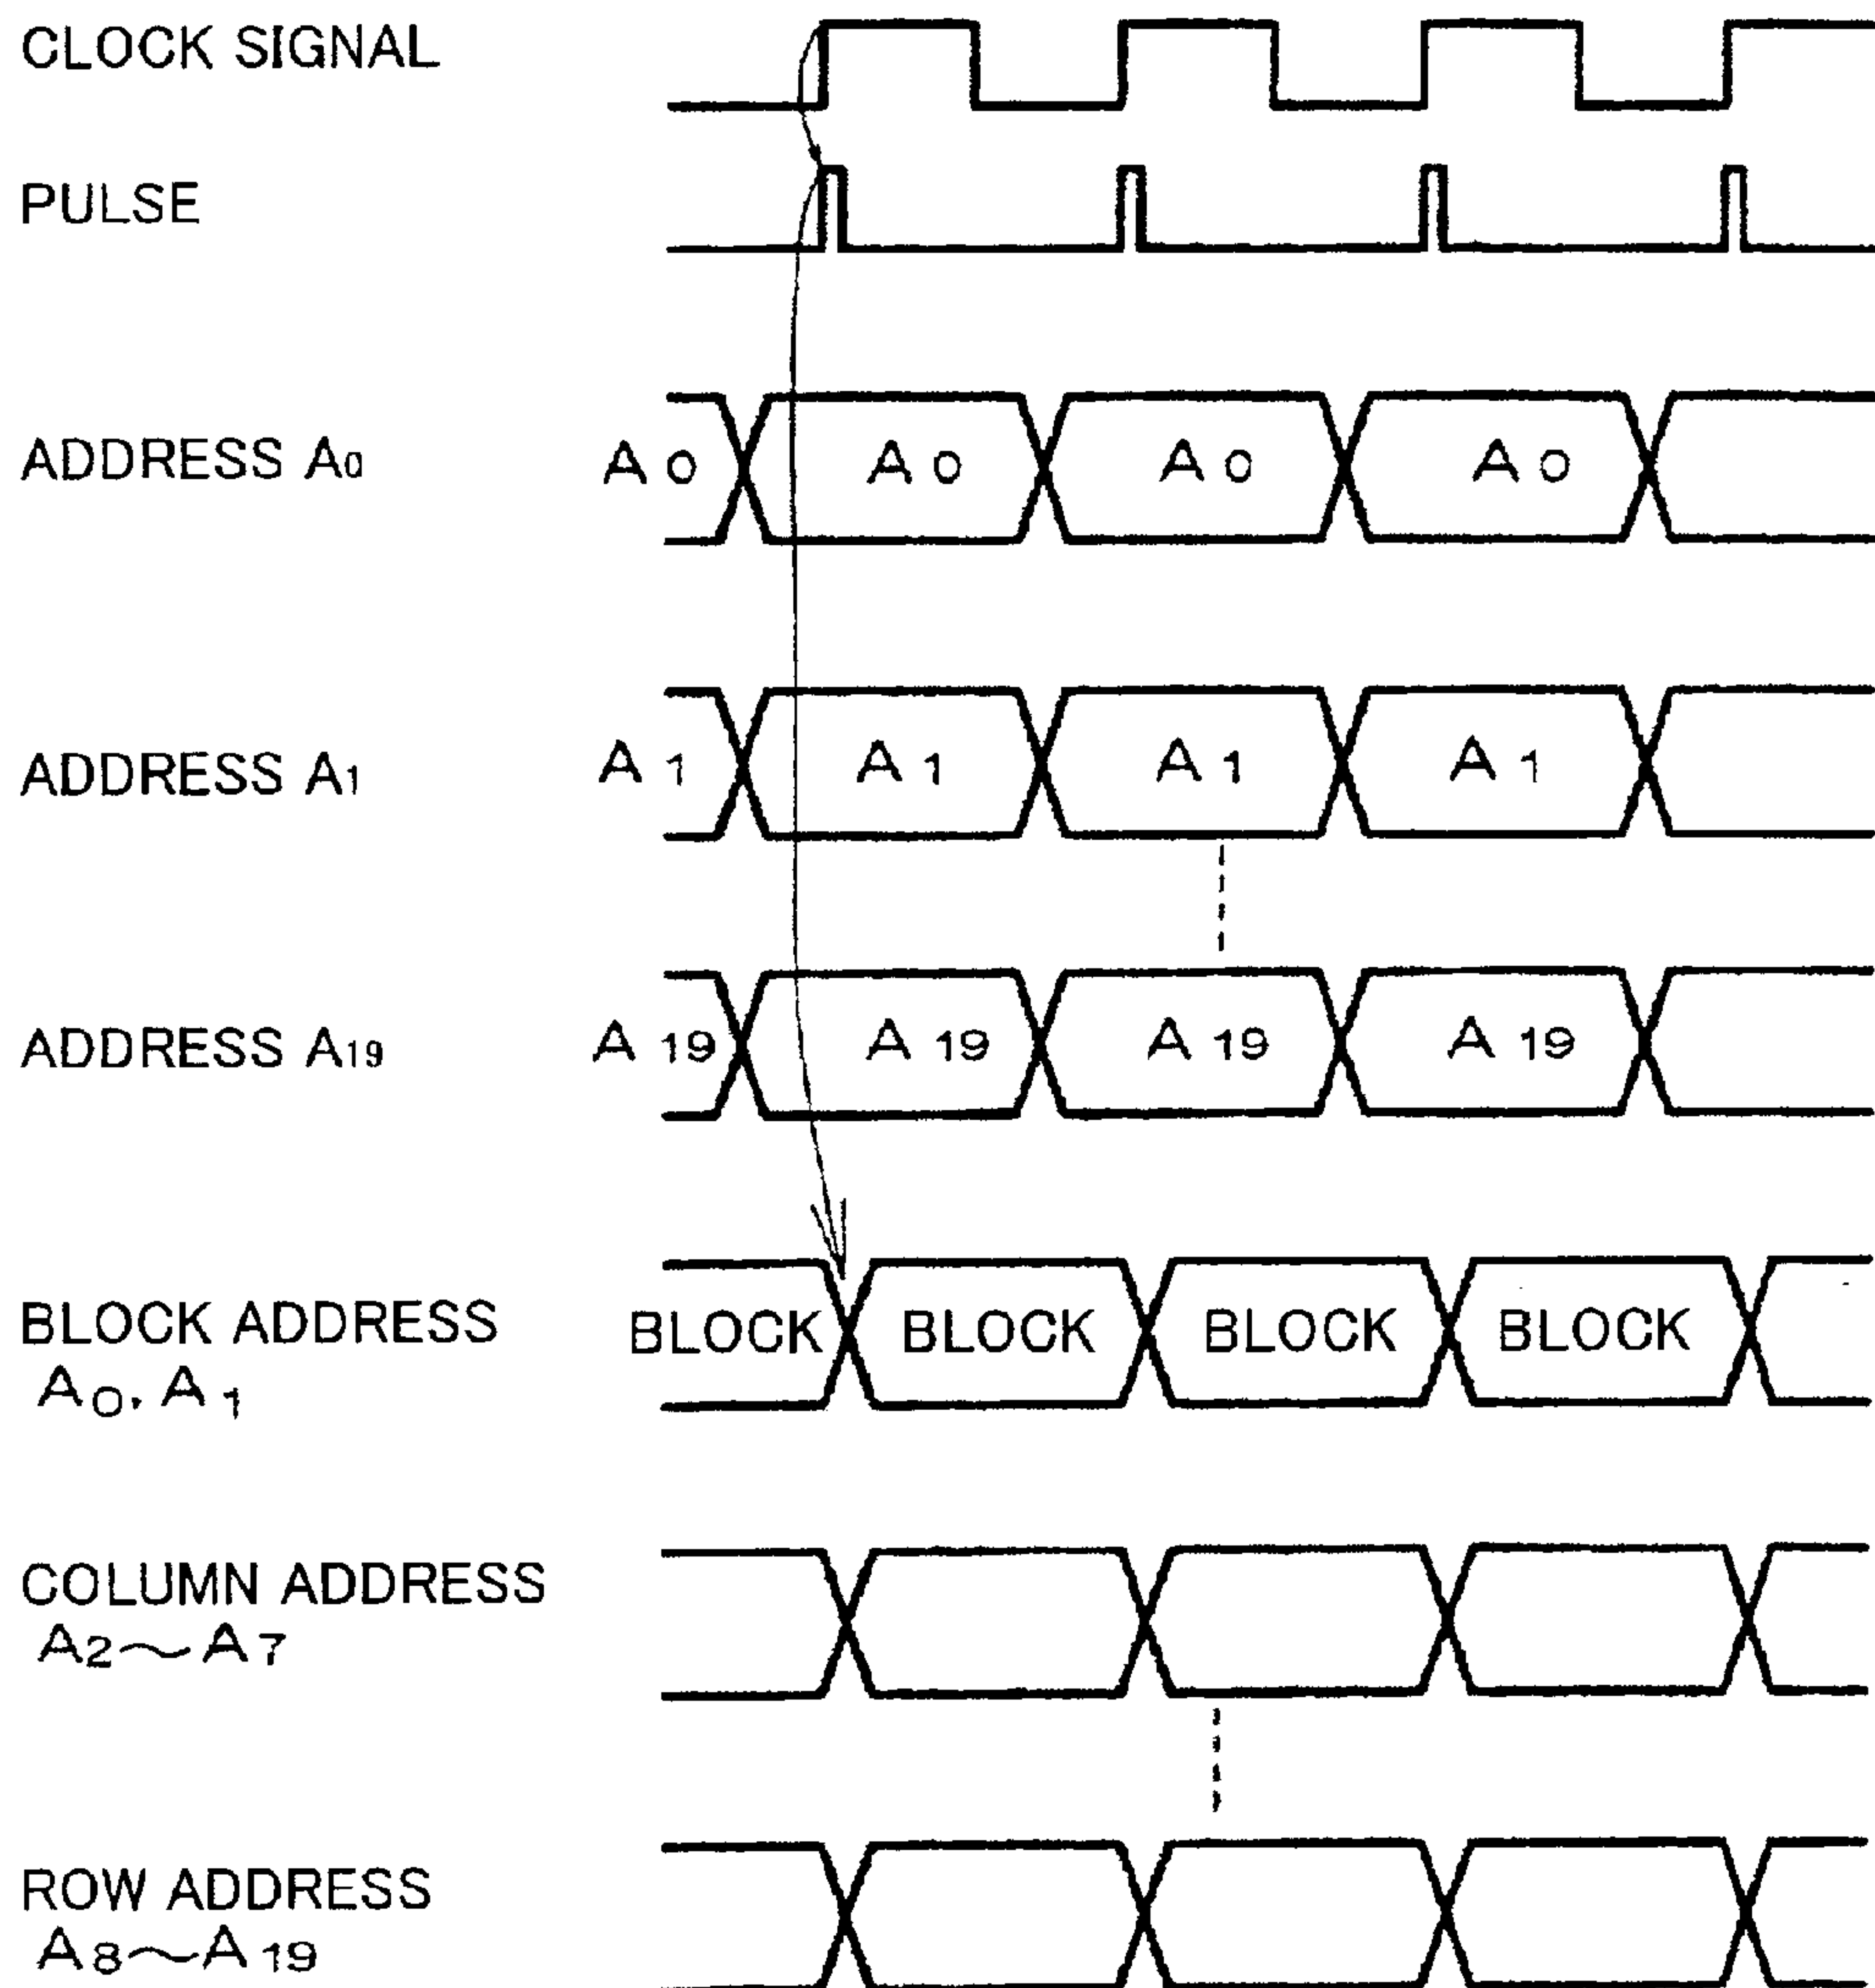 CLOCK SIGNAL
PULSE
ADDRESS A0 A0 A0 A0 A0
ADDRESS A1 A1 A1 A1 A1
ADDRESS A19 A19 A19 A19 A19
BLOCK ADDRESS BLOCK BLOCK BLOCK BLOCK
A0, A1
COLUMN ADDRESS
A2~A7
ROW ADDRESS
A8~A19